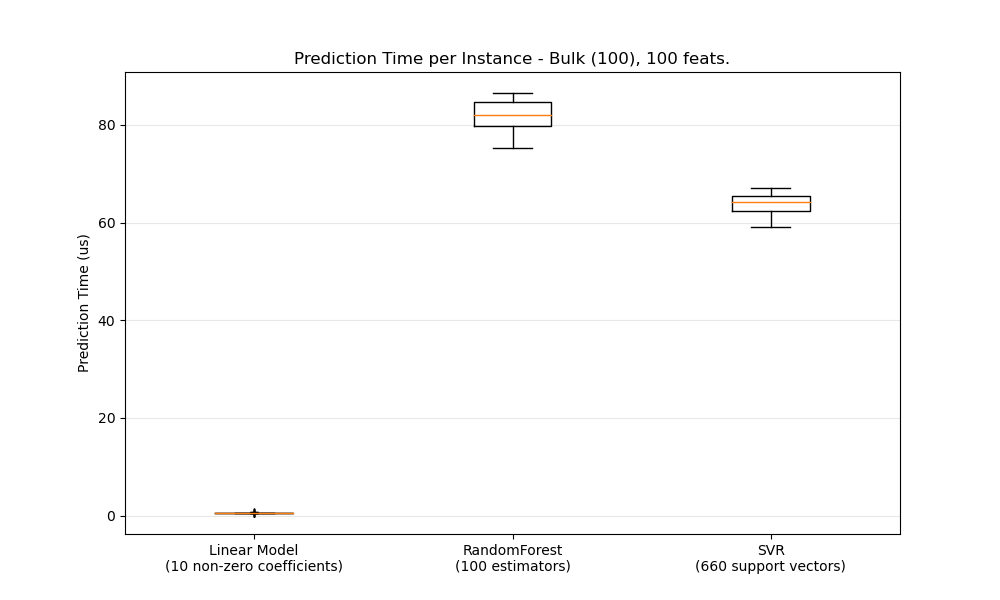 Prediction Time per Instance - Bulk (100), 100 feats.
Prediction Time (us)
80
60
40
20
0
Linear Model
(10 non-zero coefficients)
RandomForest
(100 estimators)
SVR
(660 support vectors)